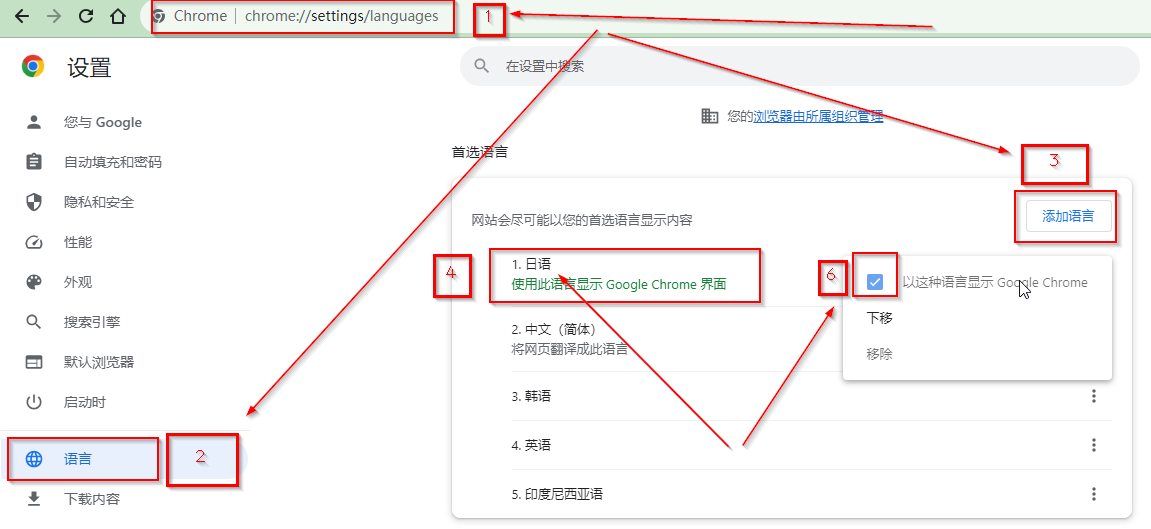 Chrome | chrome://settings/languages
1
设置
在设置中搜索
您与 Google
自动填充和密码
隐私和安全
性能
外观
搜索引擎
默认浏览器
启动时
语言
2
下载内容
您的浏览器由所属组织管理
首选语言
3
网站会尽可能以您的首选语言显示内容
添加语言
4
1. 日语
使用此语言显示 Google Chrome 界面
6
以这种语言显示 Google Chrome
下移
移除
2. 中文（简体）
将网页翻译成此语言
3. 韩语
4. 英语
5. 印度尼西亚语